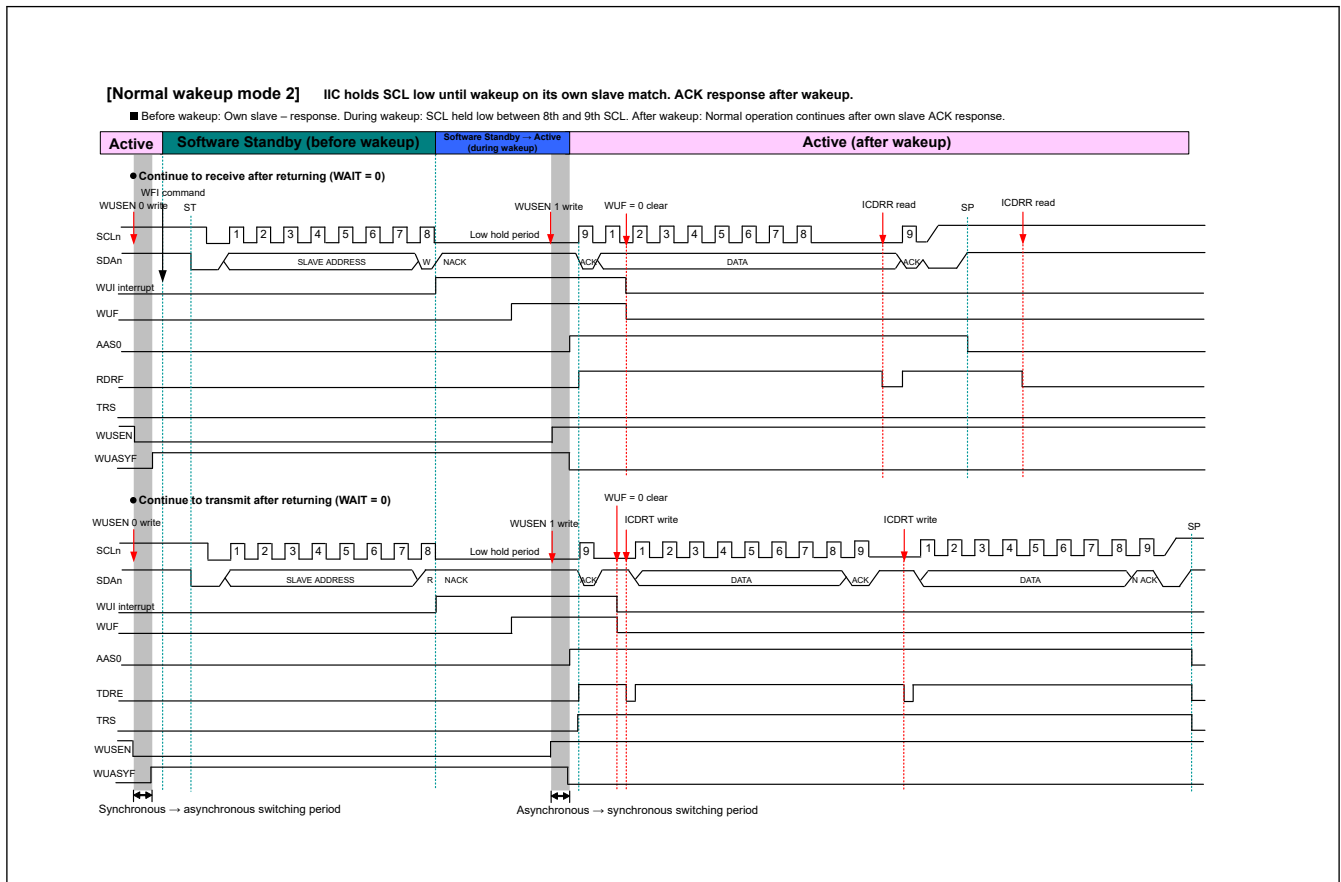 [Normal wakeup mode 2] IIC holds SCL low until wakeup on its own slave match. ACK response after wakeup.
■ Before wakeup: Own slave – response. During wakeup: SCL held low between 8th and 9th SCL. After wakeup: Normal operation continues after own slave ACK response.
Active Software Standby (before wakeup) Software Standby → Active (during wakeup) Active (after wakeup)
● Continue to receive after returning (WAIT = 0)
WFI command
WUSEN 0 write ST WUSEN 1 write WUF = 0 clear ICDRR read SP ICDRR read
SCLn 1 2 3 4 5 6 7 8 Low hold period 9 1 2 3 4 5 6 7 8 9
SDAn SLAVE ADDRESS W NACK ACK DATA ACK
WUI interrupt
WUF
AAS0
RDRF
TRS
WUSEN
WUASYF
● Continue to transmit after returning (WAIT = 0)
WUF = 0 clear
WUSEN 0 write WUSEN 1 write ICDRT write ICDRT write SP
SCLn 1 2 3 4 5 6 7 8 Low hold period 9 1 2 3 4 5 6 7 8 9 1 2 3 4 5 6 7 8 9
SDAn SLAVE ADDRESS R NACK ACK DATA ACK DATA N ACK
WUI interrupt
WUF
AAS0
TDRE
TRS
WUSEN
WUASYF
Synchronous → asynchronous switching period Asynchronous → synchronous switching period